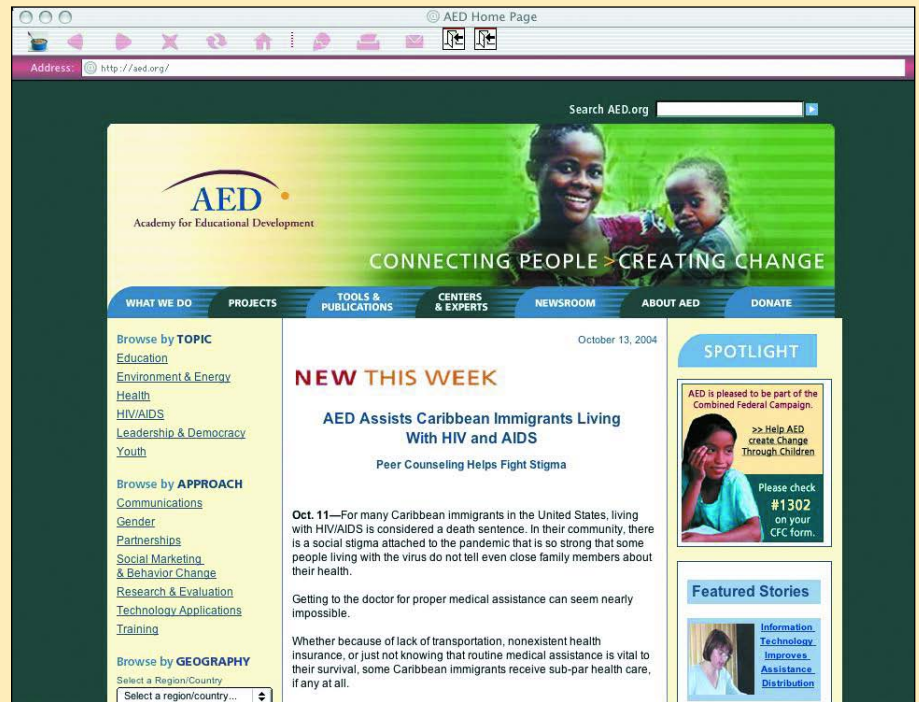 AED Home Page
Address: http://aed.org/
Search AED.org
AED
Academy for Educational Development
CONNECTING PEOPLE >CREATING CHANGE
WHAT WE DO
PROJECTS
TOOLS &
PUBLICATIONS
CENTERS
& EXPERTS
NEWSROOM
ABOUT AED
DONATE
Browse by TOPIC
Education
Environment & Energy
Health
HIV/AIDS
Leadership & Democracy
Youth
Browse by APPROACH
Communications
Gender
Partnerships
Social Marketing
& Behavior Change
Research & Evaluation
Technology Applications
Training
Browse by GEOGRAPHY
Select a Region/Country
Select a region/country...
October 13, 2004
NEW THIS WEEK
AED Assists Caribbean Immigrants Living
With HIV and AIDS
Peer Counseling Helps Fight Stigma
Oct. 11—For many Caribbean immigrants in the United States, living
with HIV/AIDS is considered a death sentence. In their community, there
is a social stigma attached to the pandemic that is so strong that some
people living with the virus do not tell even close family members about
their health.
Getting to the doctor for proper medical assistance can seem nearly
impossible.
Whether because of lack of transportation, nonexistent health
insurance, or just not knowing that routine medical assistance is vital to
their survival, some Caribbean immigrants receive sub-par health care,
if any at all.
SPOTLIGHT
AED is pleased to be part of the
Combined Federal Campaign.
>> Help AED
create Change
Through Children
Please check
#1302
on your
CFC form.
Featured Stories
Information
Technology
Improves
Assistance
Distribution